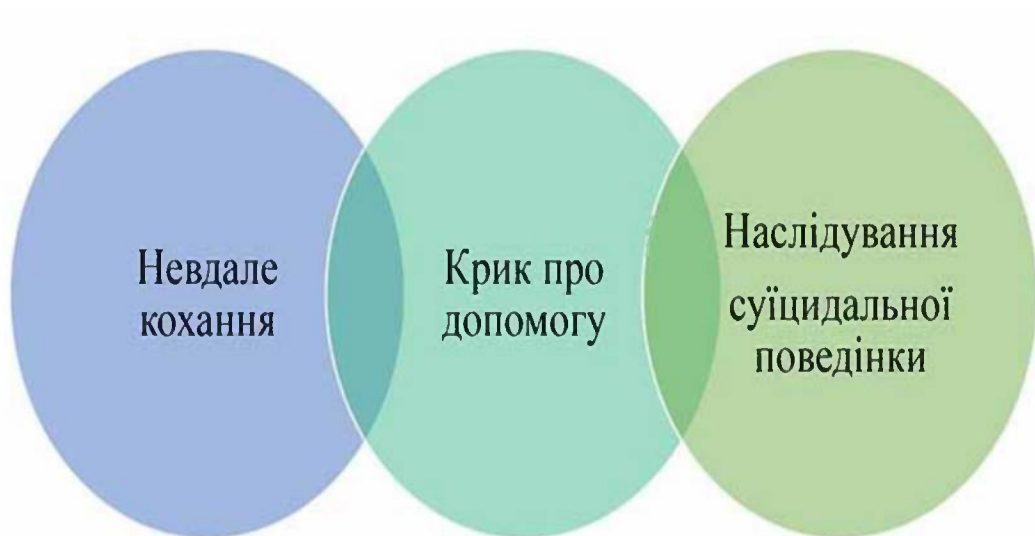 Невдале
кохання
Крик про
допомогу
Наслідування
суїцидальної
поведінки